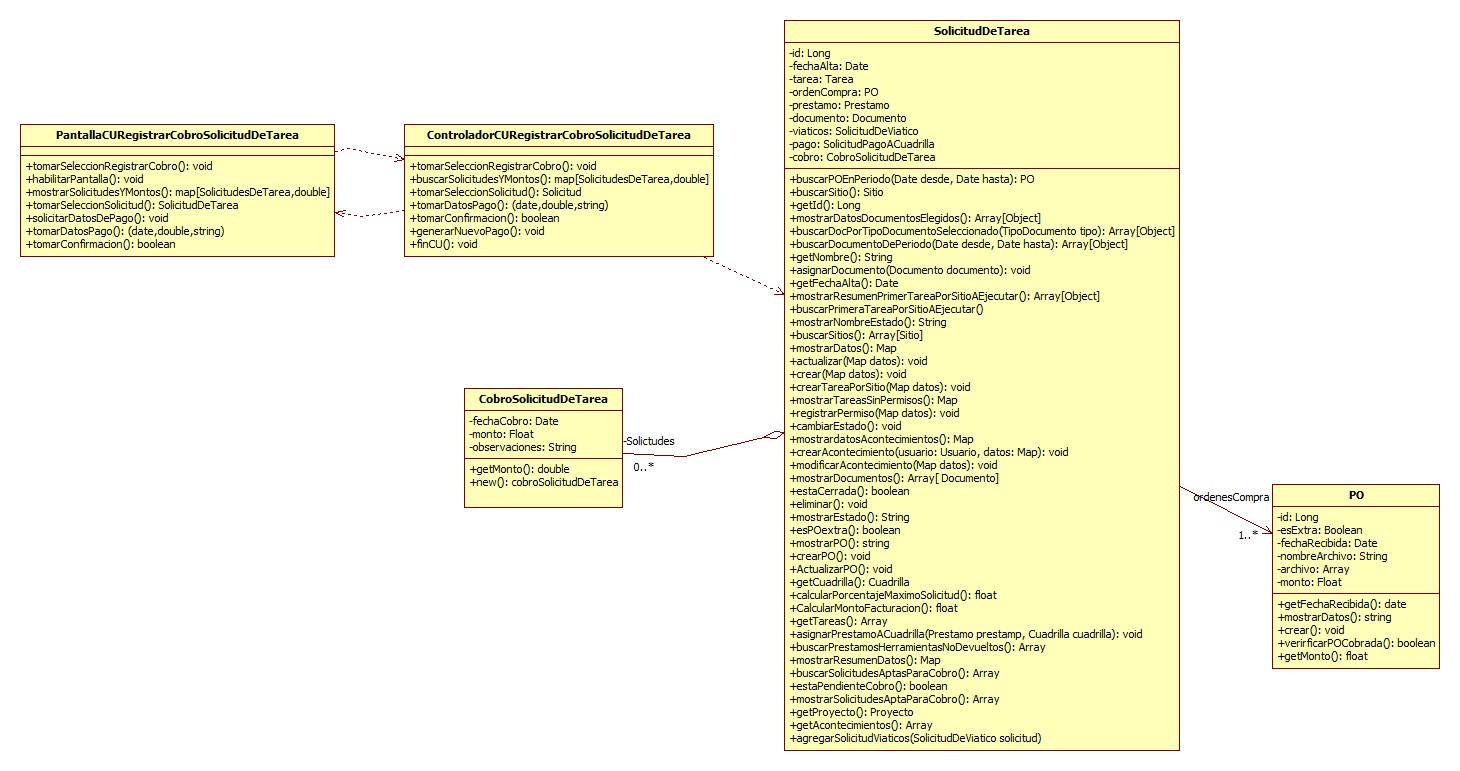 PantallaCURegistrarCobroSolicitudDeTarea
+tomarSeleccionRegistrarCobro(): void
+habilitarPantalla(): void
+mostrarSolicitudesYMontos(): map[SolicitudesDeTarea,double]
+tomarSeleccionSolicitud(): SolicitudDeTarea
+solicitarDatosDePago(): void
+tomarDatosPago(): (date,double,string)
+tomarConfirmacion(): boolean
ControladorCURegistrarCobroSolicitudDeTarea
+tomarSeleccionRegistrarCobro(): void
+buscarSolicitudesYMontos(): map[SolicitudesDeTarea,double]
+tomarSeleccionSolicitud(): Solicitud
+tomarDatosPago(): (date,double,string)
+tomarConfirmacion(): boolean
+generarNuevoPago(): void
+finCU(): void
CobroSolicitudDeTarea
-fechaCobro: Date
-monto: Float
-observaciones: String
+getMonto(): double
+new(): cobroSolicitudDeTarea
-Solictudes
0..*
SolicitudDeTarea
-id: Long
-fechaAlta: Date
-tarea: Tarea
-ordenCompra: PO
-prestamo: Prestamo
-documento: Documento
-viaticos: SolicitudDeViatico
-pago: SolicitudPagoACuadrilla
-cobro: CobroSolicitudDeTarea
+buscarPOEnPeriodo(Date desde, Date hasta): PO
+buscarSitio(): Sitio
+getId(): Long
+mostrarDatosDocumentosElegidos(): Array[Object]
+buscarDocPorTipoDocumentoSeleccionado(TipoDocumento tipo): Array[Object]
+buscarDocumentoDePeriodo(Date desde, Date hasta): Array[Object]
+getNombre(): String
+asignarDocumento(Documento documento): void
+getFechaAlta(): Date
+mostrarResumenPrimerTareaPorSitioAEjecutar(): Array[Object]
+buscarPrimeraTareaPorSitioAEjecutar()
+mostrarNombreEstado(): String
+buscarSitios(): Array[Sitio]
+mostrarDatos(): Map
+actualizar(Map datos): void
+crear(Map datos): void
+crearTareaPorSitio(Map datos): void
+mostrarTareasSinPermisos(): Map
+registrarPermiso(Map datos): void
+cambiarEstado(): void
+mostrardatosAcontecimientos(): Map
+crearAcontecimiento(usuario: Usuario, datos: Map): void
+modificarAcontecimiento(Map datos): void
+mostrarDocumentos(): Array[ Documento]
+estaCerrada(): boolean
+eliminar(): void
+mostrarEstado(): String
+esPOextra(): boolean
+mostrarPO(): string
+crearPO(): void
+ActualizarPO(): void
+getCuadrilla(): Cuadrilla
+calcularPorcentajeMaximoSolicitud(): float
+CalcularMontoFacturacion(): float
+getTareas(): Array
+asignarPrestamoACuadrilla(Prestamo prestamp, Cuadrilla cuadrilla): void
+buscarPrestamosHerramientasNoDevueltos(): Array
+mostrarResumenDatos(): Map
+buscarSolicitudesAptasParaCobro(): Array
+estaPendienteCobro(): boolean
+mostrarSolicitudesAptaParaCobro(): Array
+getProyecto(): Proyecto
+getAcontecimientos(): Array
+agregarSolicitudViaticos(SolicitudDeViatico solicitud)
ordenesCompra
1..*
PO
-id: Long
-esExtra: Boolean
-fechaRecibida: Date
-nombreArchivo: String
-archivo: Array
-monto: Float
+getFechaRecibida(): date
+mostrarDatos(): string
+crear(): void
+verirficarPOCobrada(): boolean
+getMonto(): float